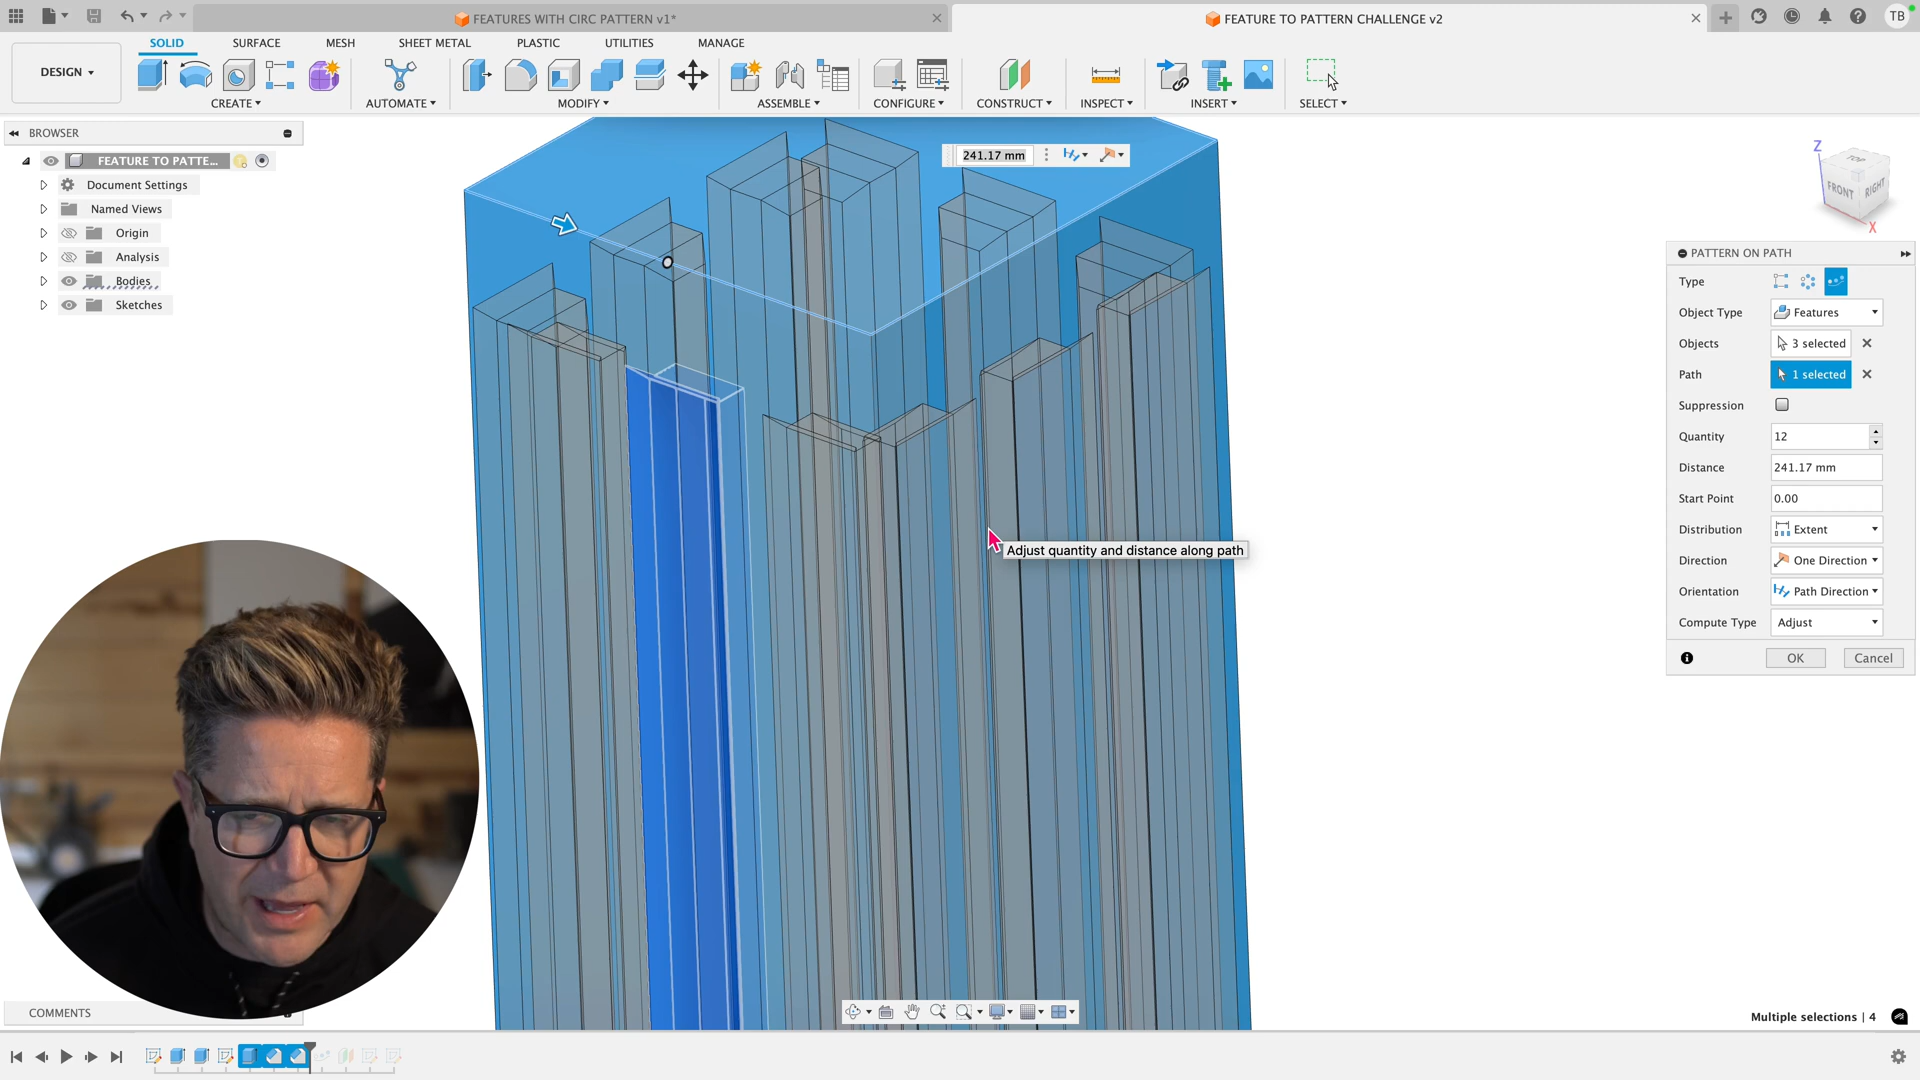 FEATURES WITH CIRC PATTERN v1*
FEATURE TO PATTERN CHALLENGE v2
TB
DESIGN
SOLID
SURFACE
MESH
SHEET METAL
PLASTIC
UTILITIES
MANAGE
CREATE
AUTOMATE
MODIFY
ASSEMBLE
CONFIGURE
CONSTRUCT
INSPECT
INSERT
SELECT
BROWSER
FEATURE TO PATTE...
Document Settings
Named Views
Origin
Analysis
Bodies
Sketches
241.17 mm
Z
TOP
FRONT
RIGHT
X
PATTERN ON PATH
Type
Object Type
Features
Objects
3 selected
Path
1 selected
Suppression
Quantity
12
Distance
241.17 mm
Start Point
0.00
Distribution
Extent
Direction
One Direction
Orientation
Path Direction
Compute Type
Adjust
OK
Cancel
Adjust quantity and distance along path
COMMENTS
Multiple selections | 4